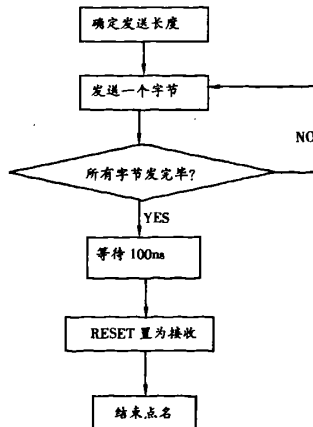 确定发送长度
发送一个字节
NO
所有字节发完毕?
YES
等待 100ns
RESET 置为接收
结束点名